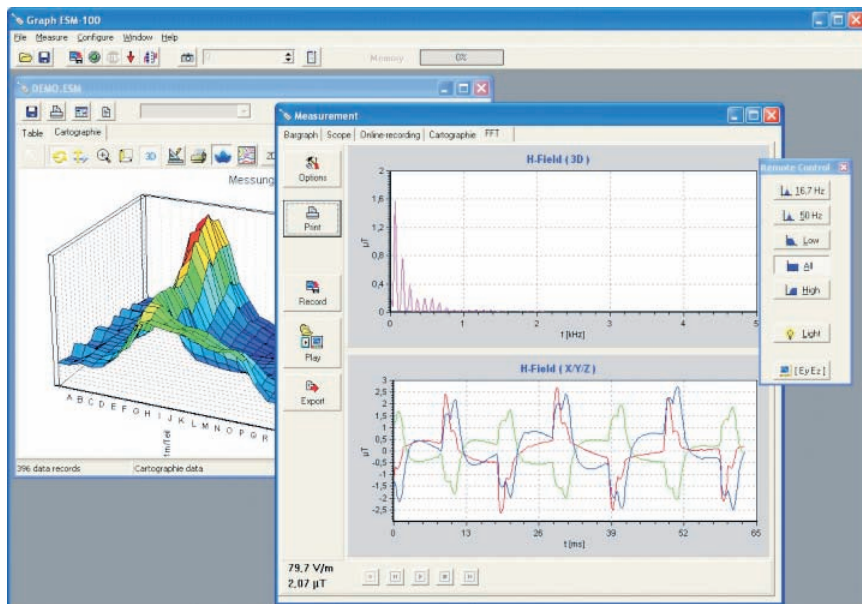 Graph ESM-100
File Measure Configure Window Help
Memory 0%
DEMO.ESM
Table Cartographie
3D
Messung
A B C D E F G H I J K L M N O P Q R
396 data records Cartographie data
Measurement
Bargraph Scope Online-recording Cartographie FFT
Options
Print
Record
Play
Export
H-Field ( 3D )
µT
2
1,6
1,2
0,8
0,4
0
0 1 2 3 4 5
f [kHz]
H-Field ( X/Y/Z )
µT
3
2,5
2
1,5
1
0,5
-0,5
-1
-1,5
-2
-2,5
0 13 26 39 52 65
t [ms]
79,7 V/m
2,07 µT
Remote Control
16,7 Hz
50 Hz
Low
All
High
Light
[EyEz]